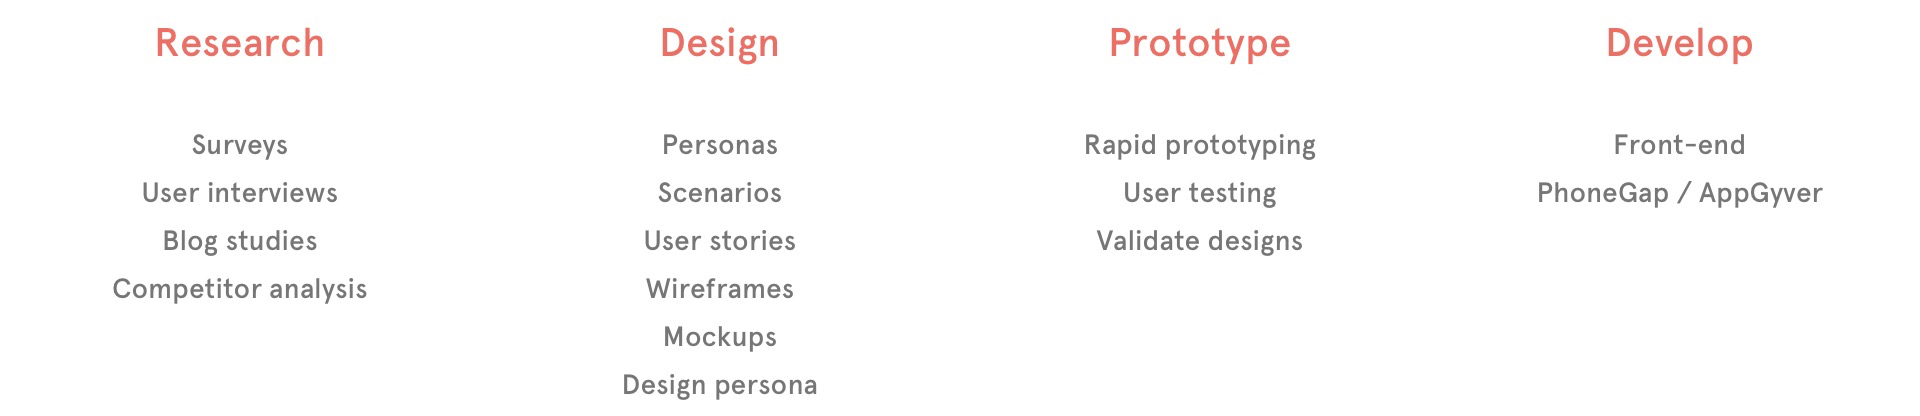 Research
Surveys
User interviews
Blog studies
Competitor analysis
Design
Personas
Scenarios
User stories
Wireframes
Mockups
Design persona
Prototype
Rapid prototyping
User testing
Validate designs
Develop
Front-end
PhoneGap / AppGyver